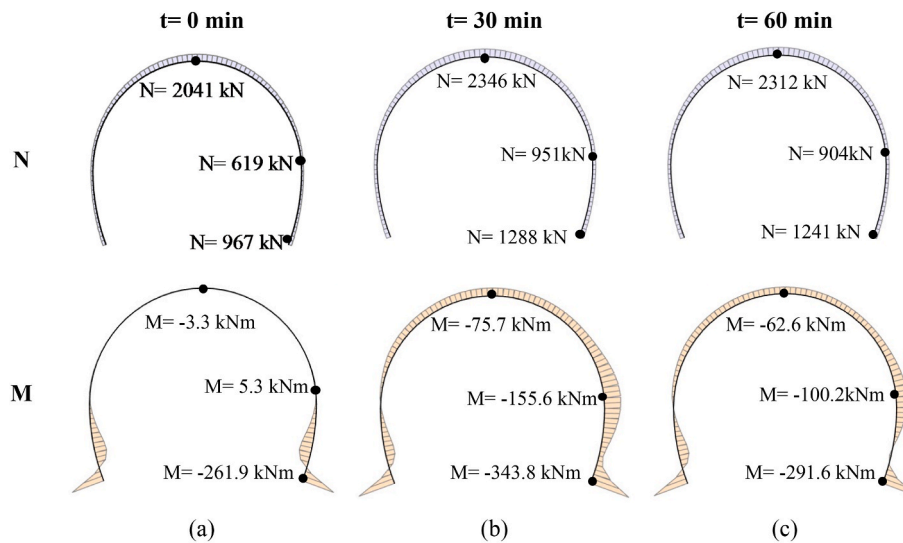 t= 0 min
t= 30 min
t= 60 min
N= 2041 kN
N= 2346 kN
N= 2312 kN
N
N= 619 kN
N= 951kN
N= 904kN
N= 967 kN
N= 1288 kN
N= 1241 kN
M= -3.3 kNm
M= -75.7 kNm
M= -62.6 kNm
M
M= 5.3 kNm
M= -155.6 kNm
M= -100.2kNm
M= -261.9 kNm
M= -343.8 kNm
M= -291.6 kNm
(a)
(b)
(c)